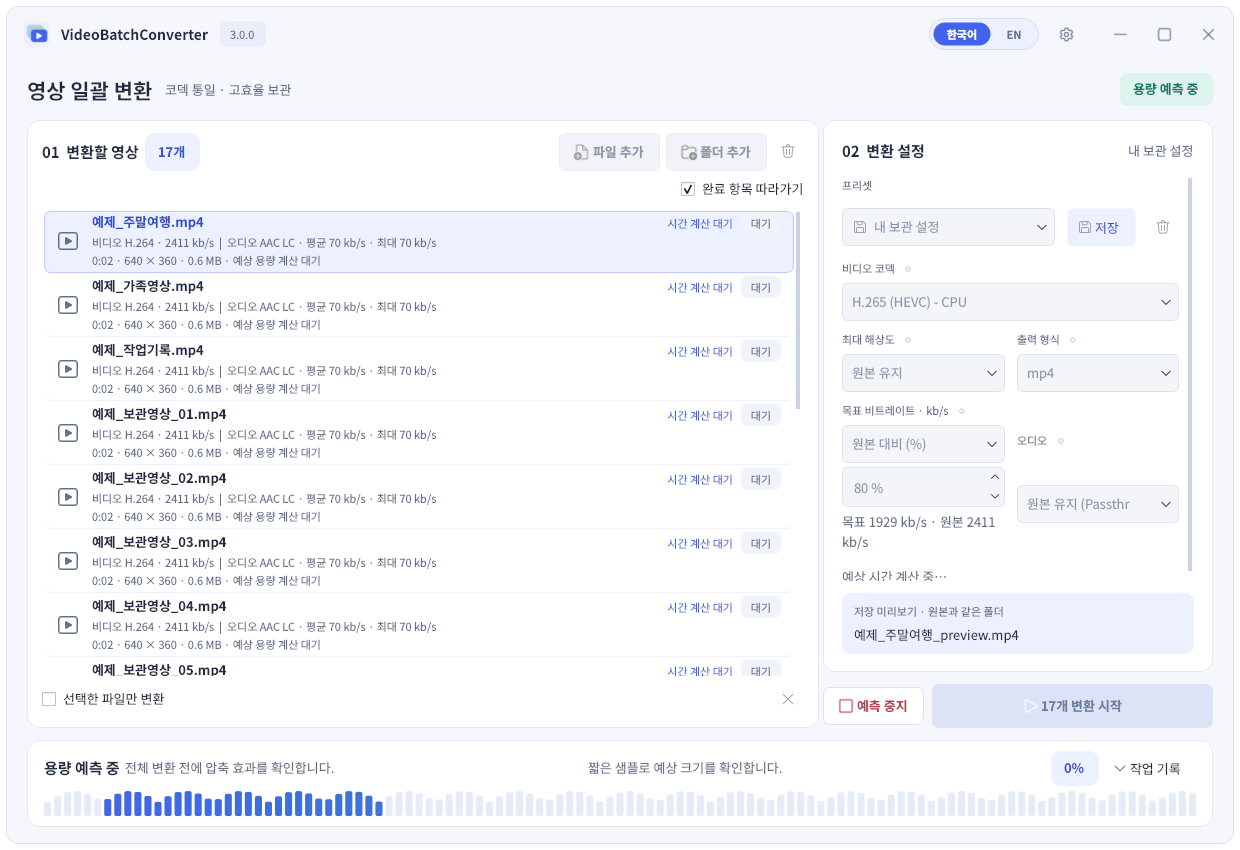 VideoBatchConverter 3.0.0 한국어 EN
영상 일괄 변환 코덱 통일 · 고효율 보관 용량 예측 중
01 변환할 영상 17개 파일 추가 폴더 추가
완료 항목 따라가기
예제_주말여행.mp4 시간 계산 대기 대기
비디오 H.264 · 2411 kb/s | 오디오 AAC LC · 평균 70 kb/s · 최대 70 kb/s
0:02 · 640 × 360 · 0.6 MB · 예상 용량 계산 대기
예제_가족영상.mp4 시간 계산 대기 대기
비디오 H.264 · 2411 kb/s | 오디오 AAC LC · 평균 70 kb/s · 최대 70 kb/s
0:02 · 640 × 360 · 0.6 MB · 예상 용량 계산 대기
예제_작업기록.mp4 시간 계산 대기 대기
비디오 H.264 · 2411 kb/s | 오디오 AAC LC · 평균 70 kb/s · 최대 70 kb/s
0:02 · 640 × 360 · 0.6 MB · 예상 용량 계산 대기
예제_보관영상_01.mp4 시간 계산 대기 대기
비디오 H.264 · 2411 kb/s | 오디오 AAC LC · 평균 70 kb/s · 최대 70 kb/s
0:02 · 640 × 360 · 0.6 MB · 예상 용량 계산 대기
예제_보관영상_02.mp4 시간 계산 대기 대기
비디오 H.264 · 2411 kb/s | 오디오 AAC LC · 평균 70 kb/s · 최대 70 kb/s
0:02 · 640 × 360 · 0.6 MB · 예상 용량 계산 대기
예제_보관영상_03.mp4 시간 계산 대기 대기
비디오 H.264 · 2411 kb/s | 오디오 AAC LC · 평균 70 kb/s · 최대 70 kb/s
0:02 · 640 × 360 · 0.6 MB · 예상 용량 계산 대기
예제_보관영상_04.mp4 시간 계산 대기 대기
비디오 H.264 · 2411 kb/s | 오디오 AAC LC · 평균 70 kb/s · 최대 70 kb/s
0:02 · 640 × 360 · 0.6 MB · 예상 용량 계산 대기
예제_보관영상_05.mp4 시간 계산 대기 대기
선택한 파일만 변환
02 변환 설정 내 보관 설정
프리셋
내 보관 설정 저장
비디오 코덱
H.265 (HEVC) - CPU
최대 해상도 출력 형식
원본 유지 mp4
목표 비트레이트 · kb/s
원본 대비 (%) 오디오
80 %
원본 유지 (Passthr
목표 1929 kb/s · 원본 2411
kb/s
예상 시간 계산 중…
저장 미리보기 · 원본과 같은 폴더
예제_주말여행_preview.mp4
예측 중지 17개 변환 시작
용량 예측 중 전체 변환 전에 압축 효과를 확인합니다. 짧은 샘플로 예상 크기를 확인합니다. 0% 작업 기록